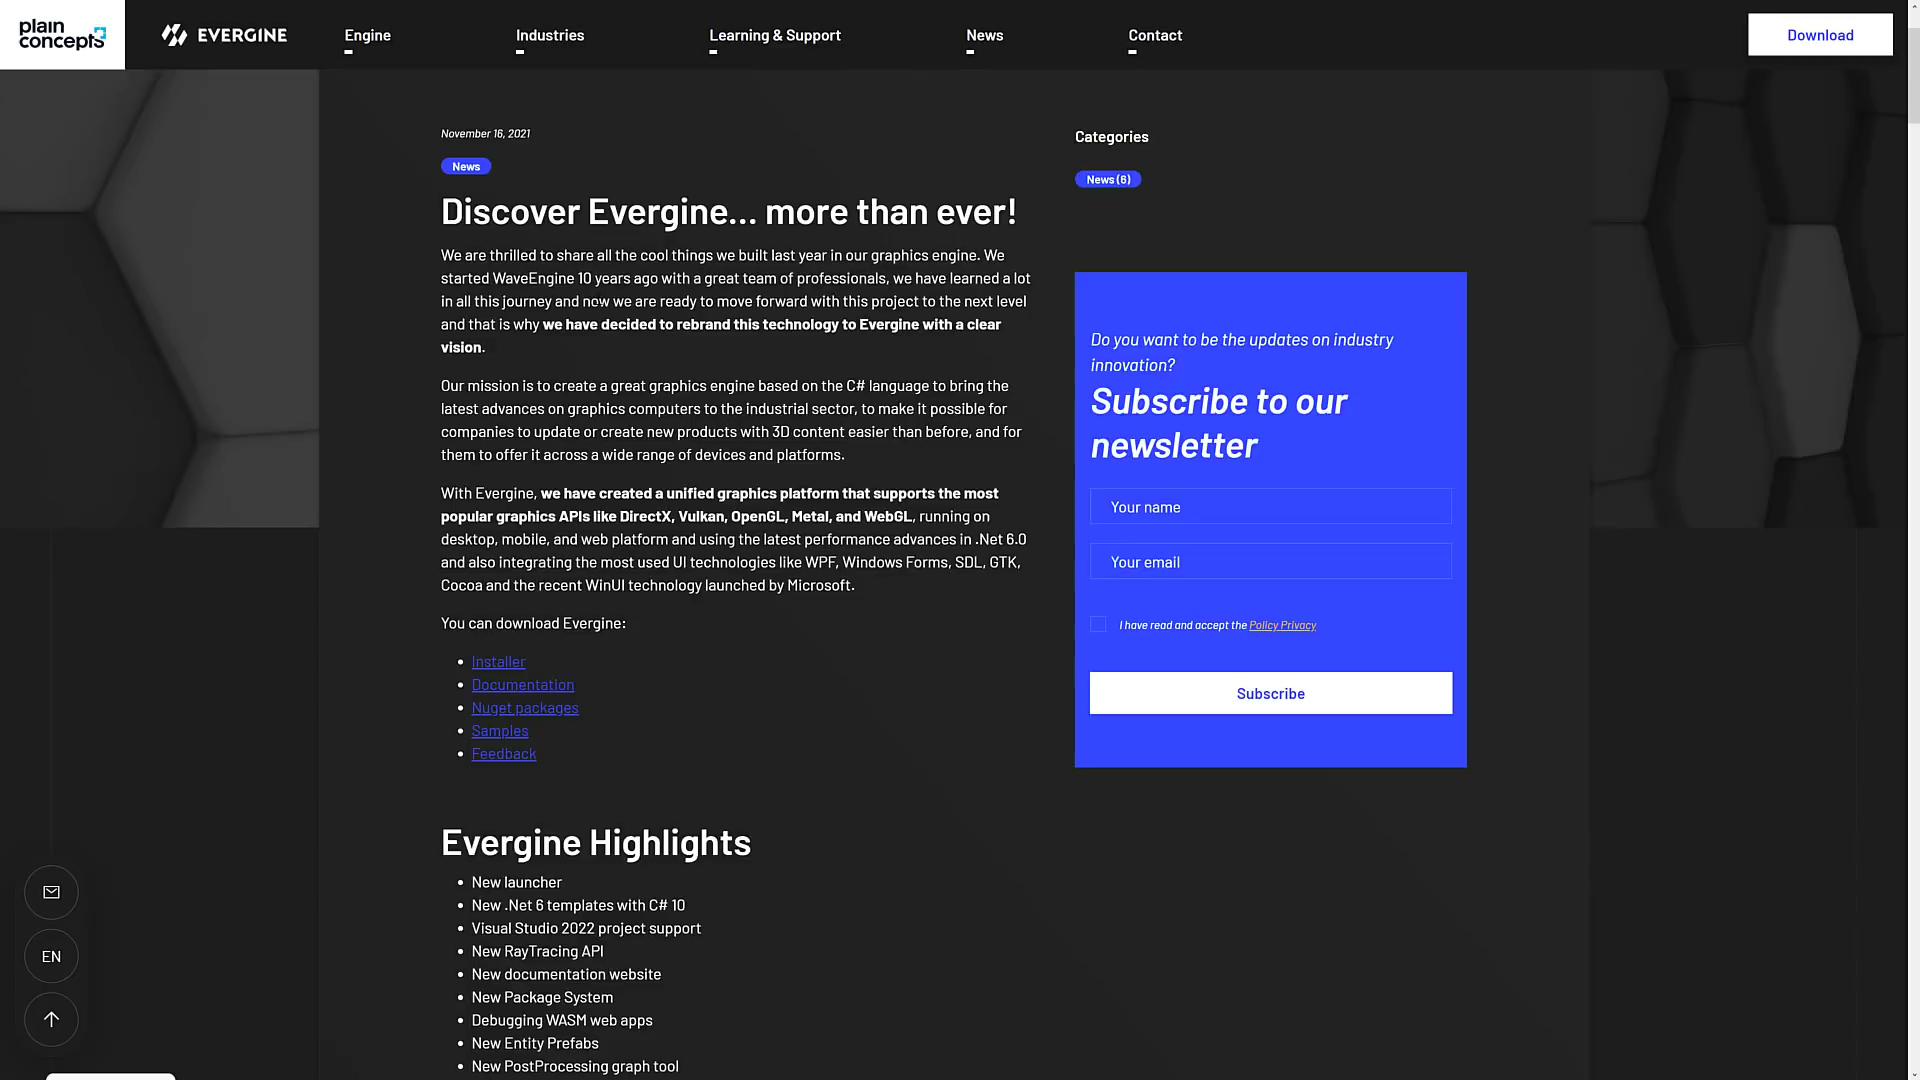 plain concepts
EVERGINE
Engine
Industries
Learning & Support
News
Contact
Download
November 16, 2021
News
Discover Evergine… more than ever!
We are thrilled to share all the cool things we built last year in our graphics engine. We
started WaveEngine 10 years ago with a great team of professionals, we have learned a lot
in all this journey and now we are ready to move forward with this project to the next level
and that is why we have decided to rebrand this technology to Evergine with a clear
vision.
Our mission is to create a great graphics engine based on the C# language to bring the
latest advances on graphics computers to the industrial sector, to make it possible for
companies to update or create new products with 3D content easier than before, and for
them to offer it across a wide range of devices and platforms.
With Evergine, we have created a unified graphics platform that supports the most
popular graphics APIs like DirectX, Vulkan, OpenGL, Metal, and WebGL, running on
desktop, mobile, and web platform and using the latest performance advances in .Net 6.0
and also integrating the most used UI technologies like WPF, Windows Forms, SDL, GTK,
Cocoa and the recent WinUI technology launched by Microsoft.
You can download Evergine:
Installer
Documentation
Nuget packages
Samples
Feedback
Evergine Highlights
New launcher
New .Net 6 templates with C# 10
Visual Studio 2022 project support
New RayTracing API
New documentation website
New Package System
Debugging WASM web apps
New Entity Prefabs
New PostProcessing graph tool
Categories
News (6)
Do you want to be the updates on industry
innovation?
Subscribe to our
newsletter
Your name
Your email
I have read and accept the Policy Privacy
Subscribe
EN